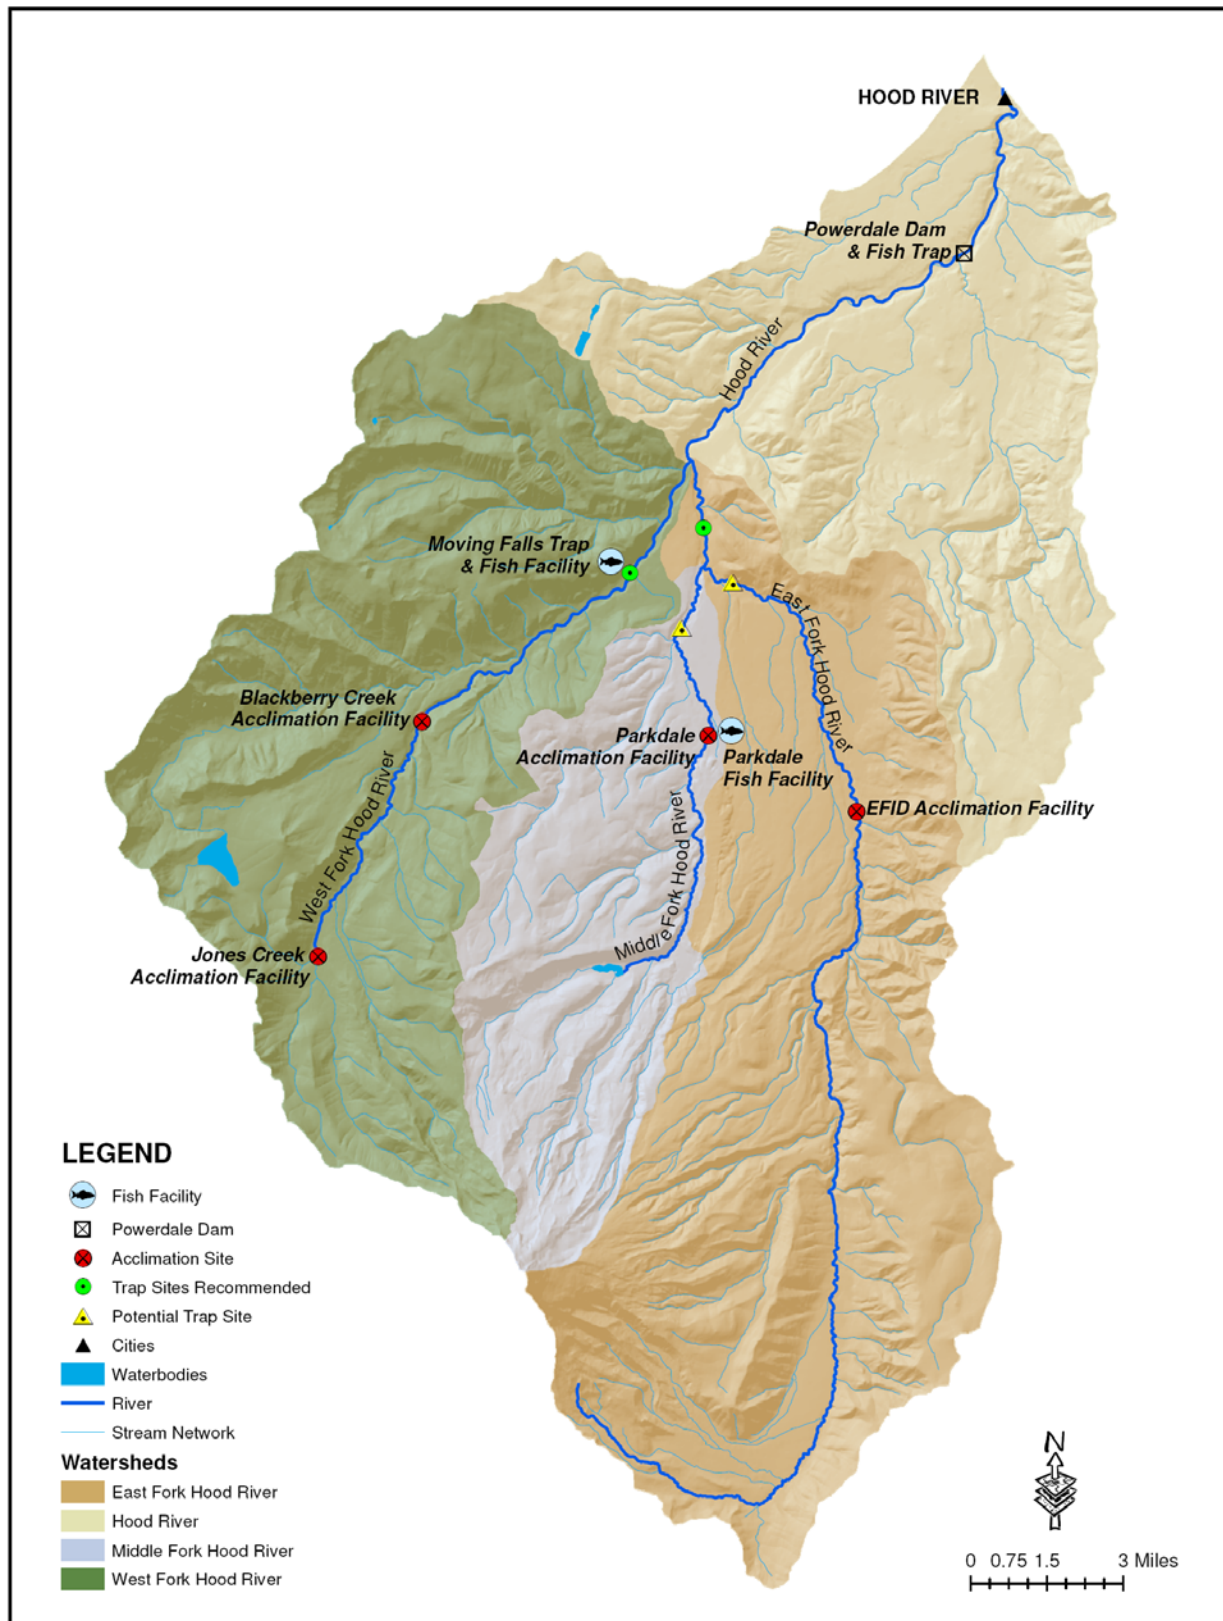 HOOD RIVER
Powerdale Dam
& Fish Trap
Hood River
Moving Falls Trap
& Fish Facility
East Fork Hood River
Blackberry Creek
Acclimation Facility
Parkdale
Acclimation Facility
Parkdale
Fish Facility
EFID Acclimation Facility
West Fork Hood River
Middle Fork Hood River
Jones Creek
Acclimation Facility
LEGEND
Fish Facility
Powerdale Dam
Acclimation Site
Trap Sites Recommended
Potential Trap Site
Cities
Waterbodies
River
Stream Network
Watersheds
East Fork Hood River
Hood River
Middle Fork Hood River
West Fork Hood River
N
0 0.75 1.5 3 Miles